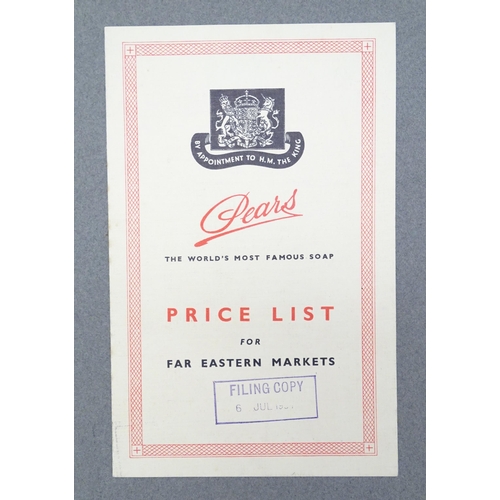 BY APPOINTMENT TO H.M. THE KING
Pears
THE WORLD'S MOST FAMOUS SOAP
PRICE LIST
FOR
FAR EASTERN MARKETS
FILING COPY
6 JUL